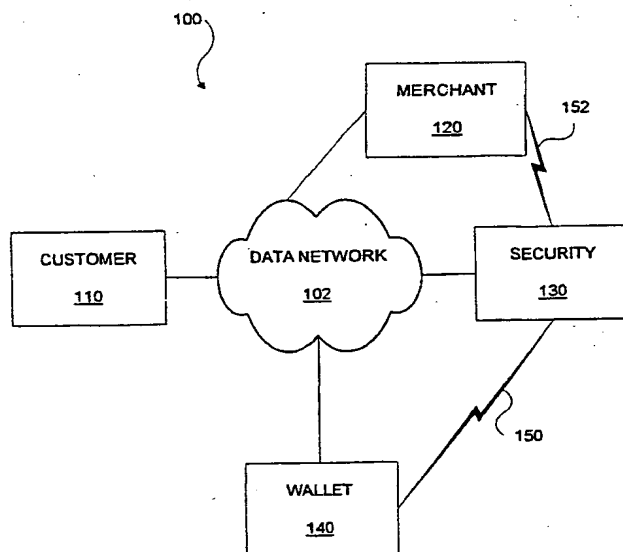 100
MERCHANT
120
152
CUSTOMER
110
DATA NETWORK
102
SECURITY
130
150
WALLET
140